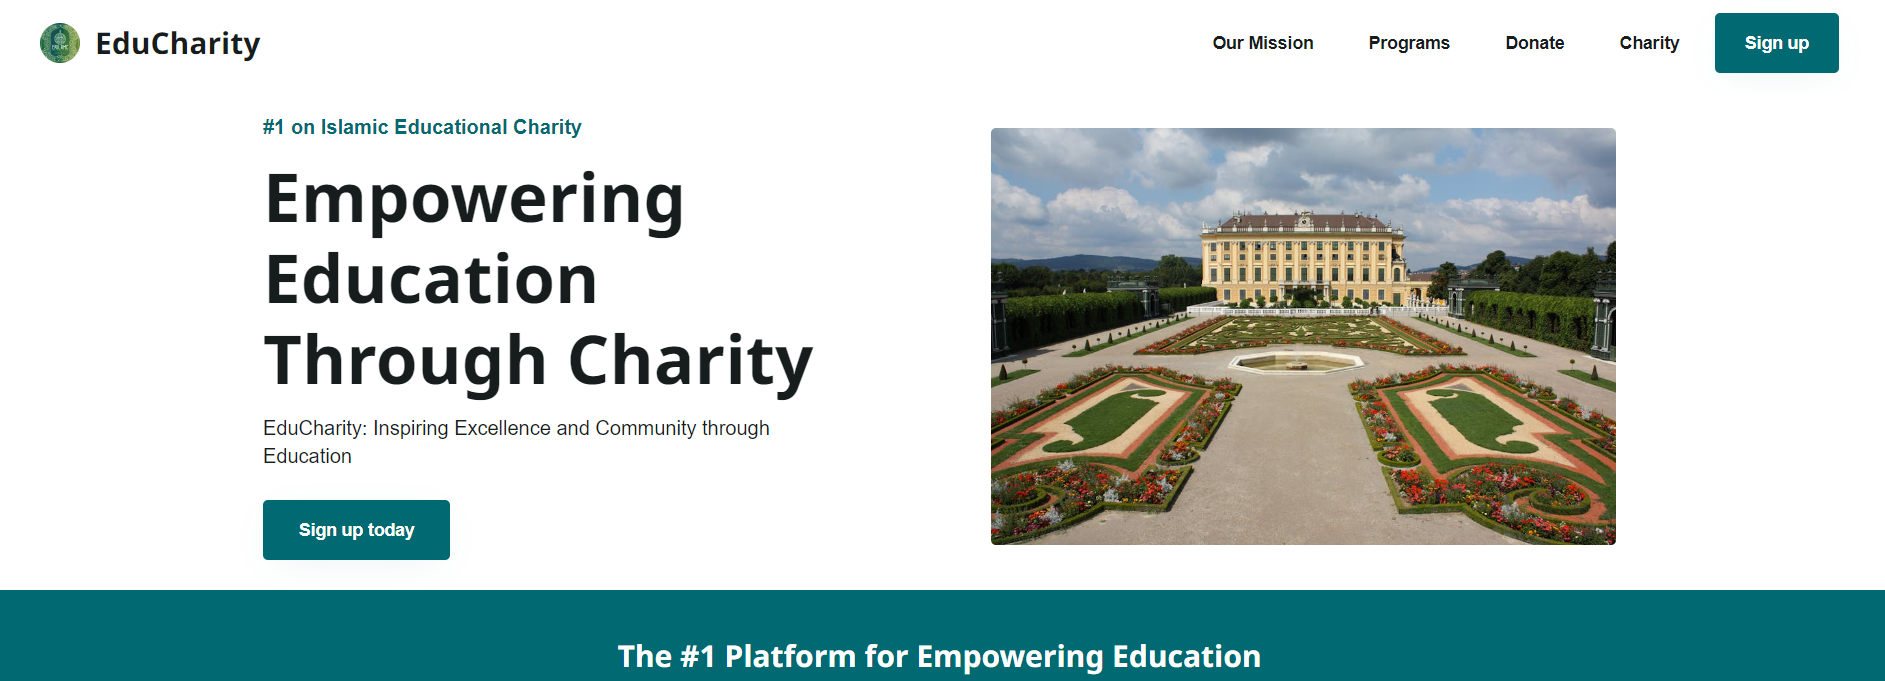 EduCharity
Our Mission
Programs
Donate
Charity
Sign up
#1 on Islamic Educational Charity
Empowering
Education
Through Charity
EduCharity: Inspiring Excellence and Community through
Education
Sign up today
The #1 Platform for Empowering Education